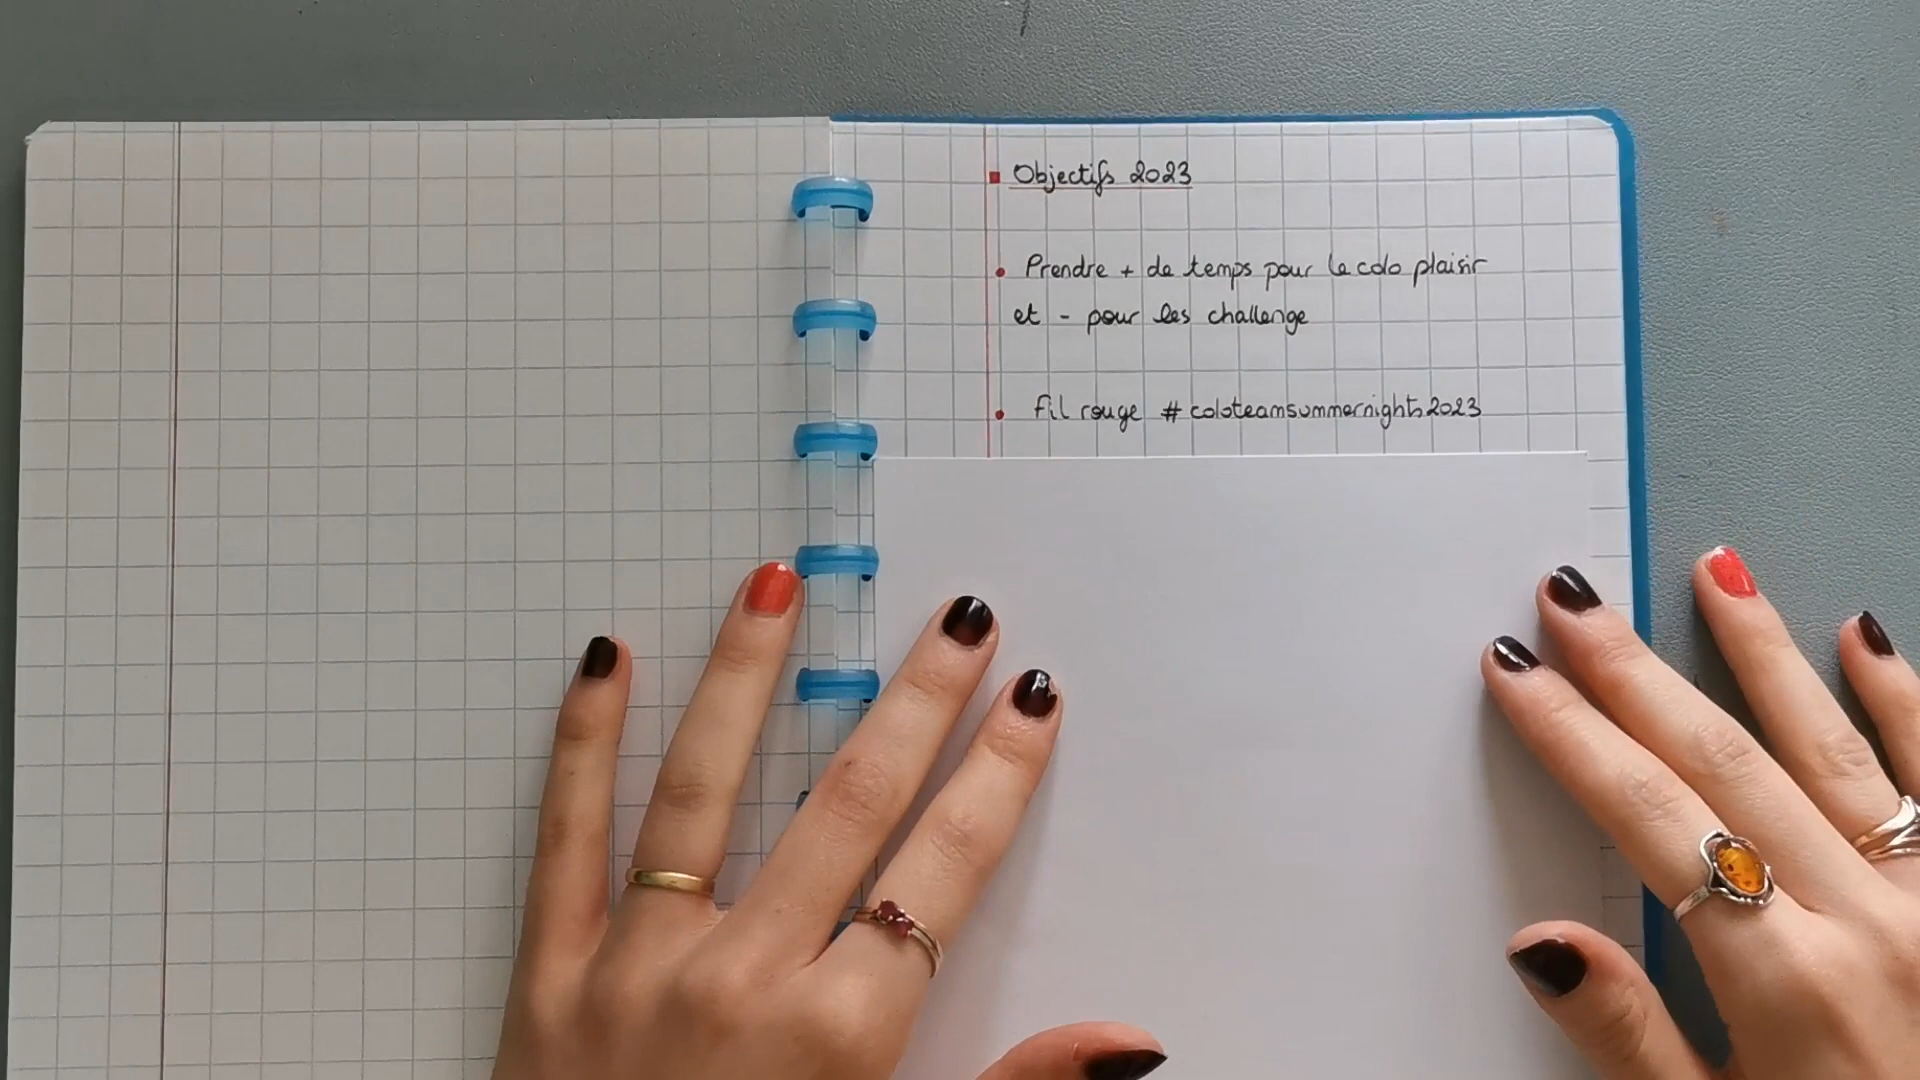 Objectifs 2023
Prendre + de temps pour le colo plaisir
et - pour les challenge
Fil rouge # coloteamsummernights2023